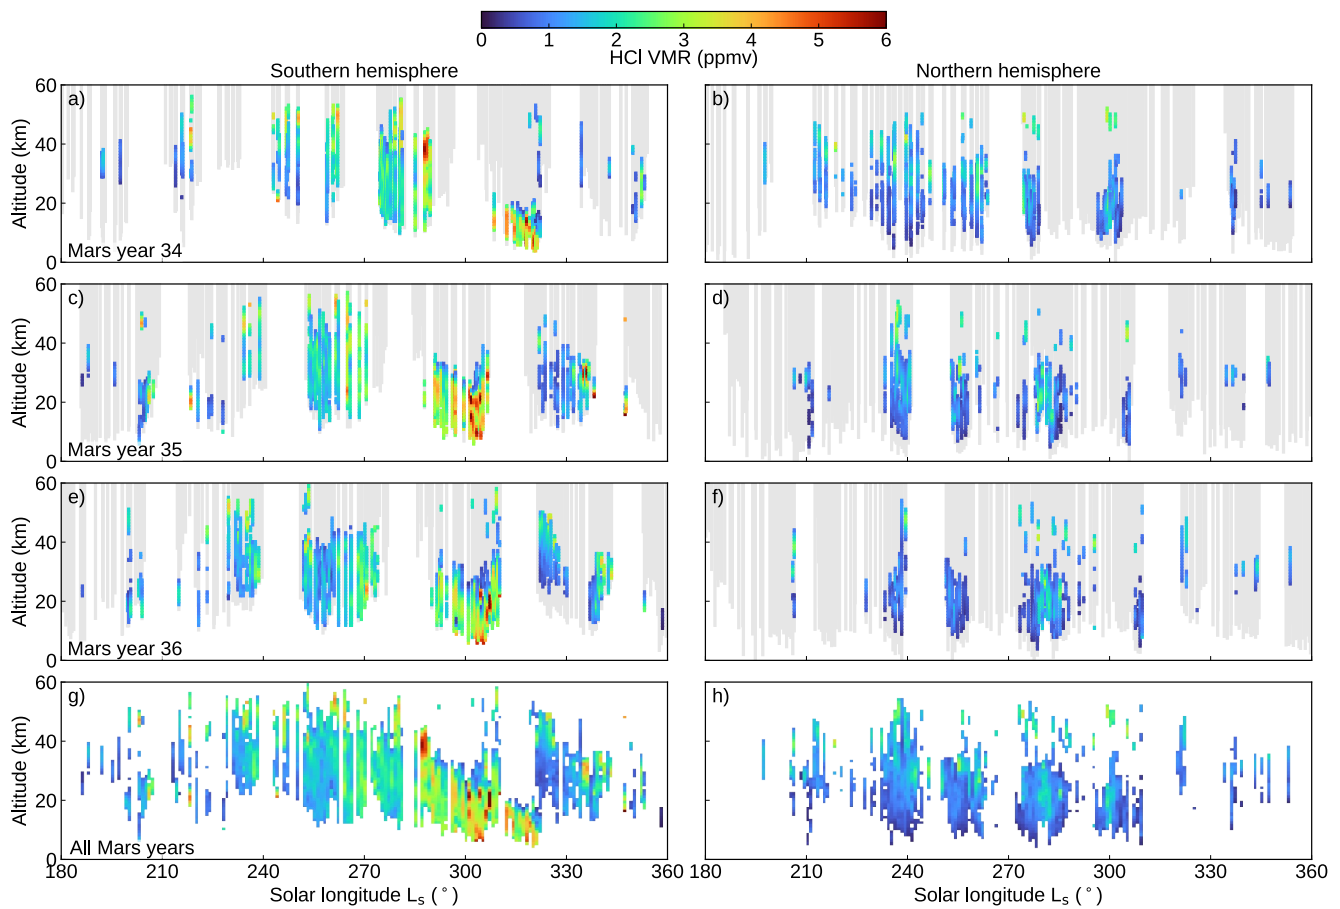 0 1 2 3 4 5 6
HCl VMR (ppmv)
Southern hemisphere Northern hemisphere
60
40
20
0
Altitude (km)
a)
Mars year 34
b)
60
40
20
0
Altitude (km)
c)
Mars year 35
d)
60
40
20
0
Altitude (km)
e)
Mars year 36
f)
60
40
20
0
Altitude (km)
g)
All Mars years
h)
180 210 240 270 300 330 360 180 210 240 270 300 330 360
Solar longitude Lₛ (°) Solar longitude Lₛ (°)